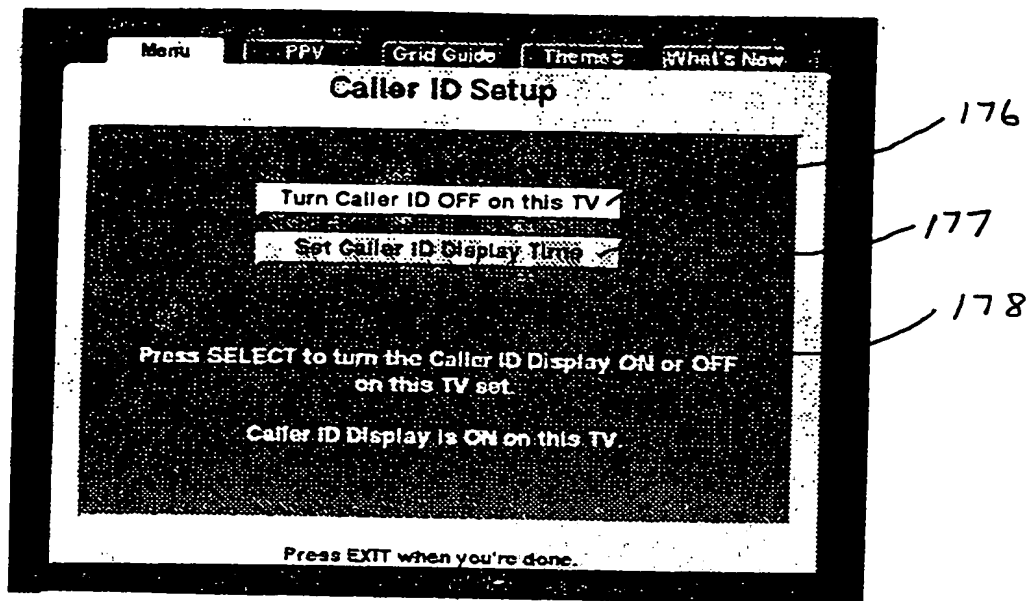 Menu PPV Grid Guide Themes What's New
Caller ID Setup
176
Turn Caller ID OFF on this TV
177
Set Caller ID Display Time
178
Press SELECT to turn the Caller ID Display ON or OFF
on this TV set.
Caller ID Display is ON on this TV.
Press EXIT when you're done.